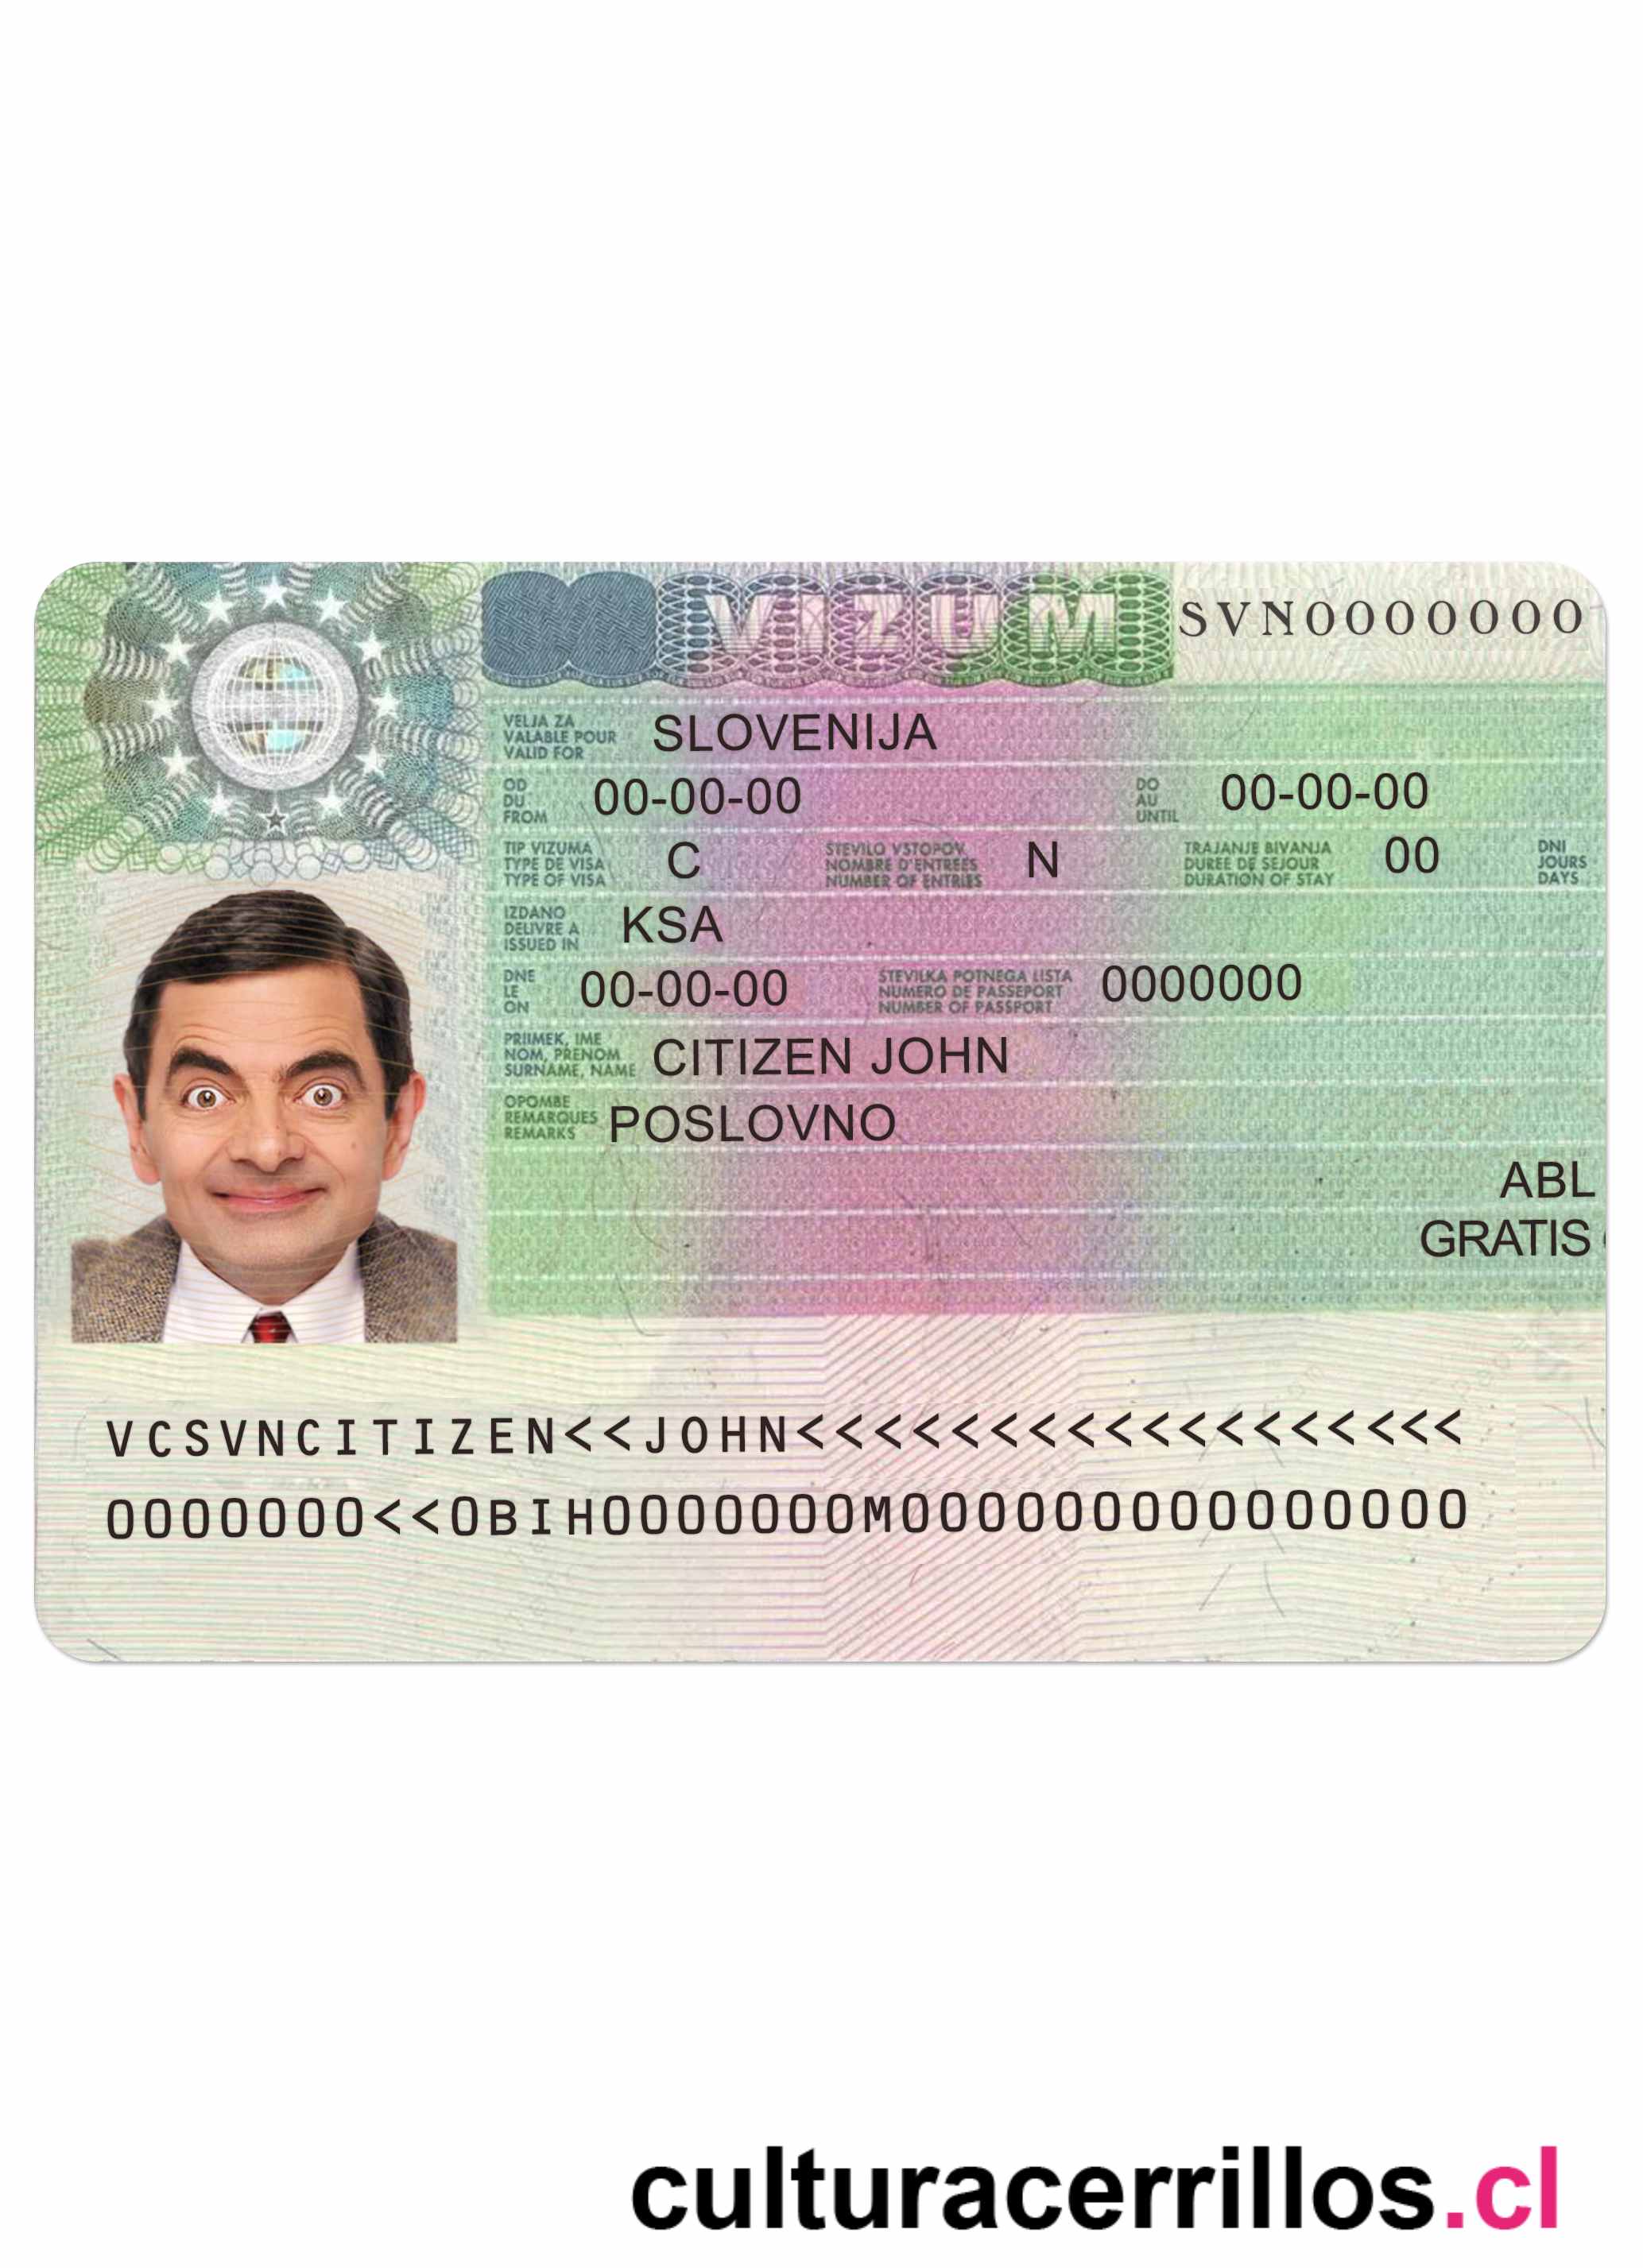 VIZUM
SVN0000000
VELJA ZA
VALABLE POUR
VALID FOR
SLOVENIJA
OD
DU
FROM
00-00-00
DO
AU
UNTIL
00-00-00
TIP VIZUMA
TYPE DE VISA
TYPE OF VISA
C
ŠTEVILO VSTOPOV
NOMBRE D'ENTREES
NUMBER OF ENTRIES
N
TRAJANJE BIVANJA
DUREE DE SEJOUR
DURATION OF STAY
00
DNI
JOURS
DAYS
IZDANO
DELIVRE A
ISSUED IN
KSA
DNE
LE
ON
00-00-00
ŠTEVILKA POTNEGA LISTA
NUMERO DE PASSEPORT
NUMBER OF PASSPORT
0000000
PRIIMEK, IME
NOM, PRENOM
SURNAME, NAME
CITIZEN JOHN
OPOMBE
REMARQUES
REMARKS
POSLOVNO
ABL
GRATIS
VCSVNCITIZEN<<JOHN<<<<<<<<<<<<<<<<<<
0000000<<0BIH0000000M000000000000000
culturacerrillos.cl